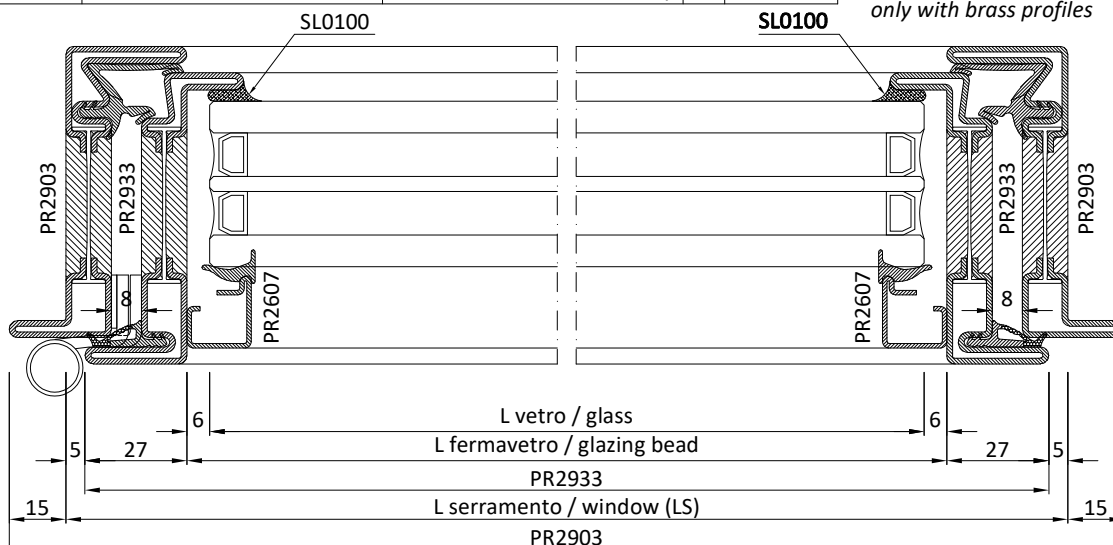 only with brass profiles
SL0100
SL0100
PR2903
PR2933
PR2933
PR2903
PR2607
PR2607
8
8
6
L vetro / glass
6
5
27
L fermavetro / glazing bead
27
5
PR2933
15
L serramento / window (LS)
15
PR2903